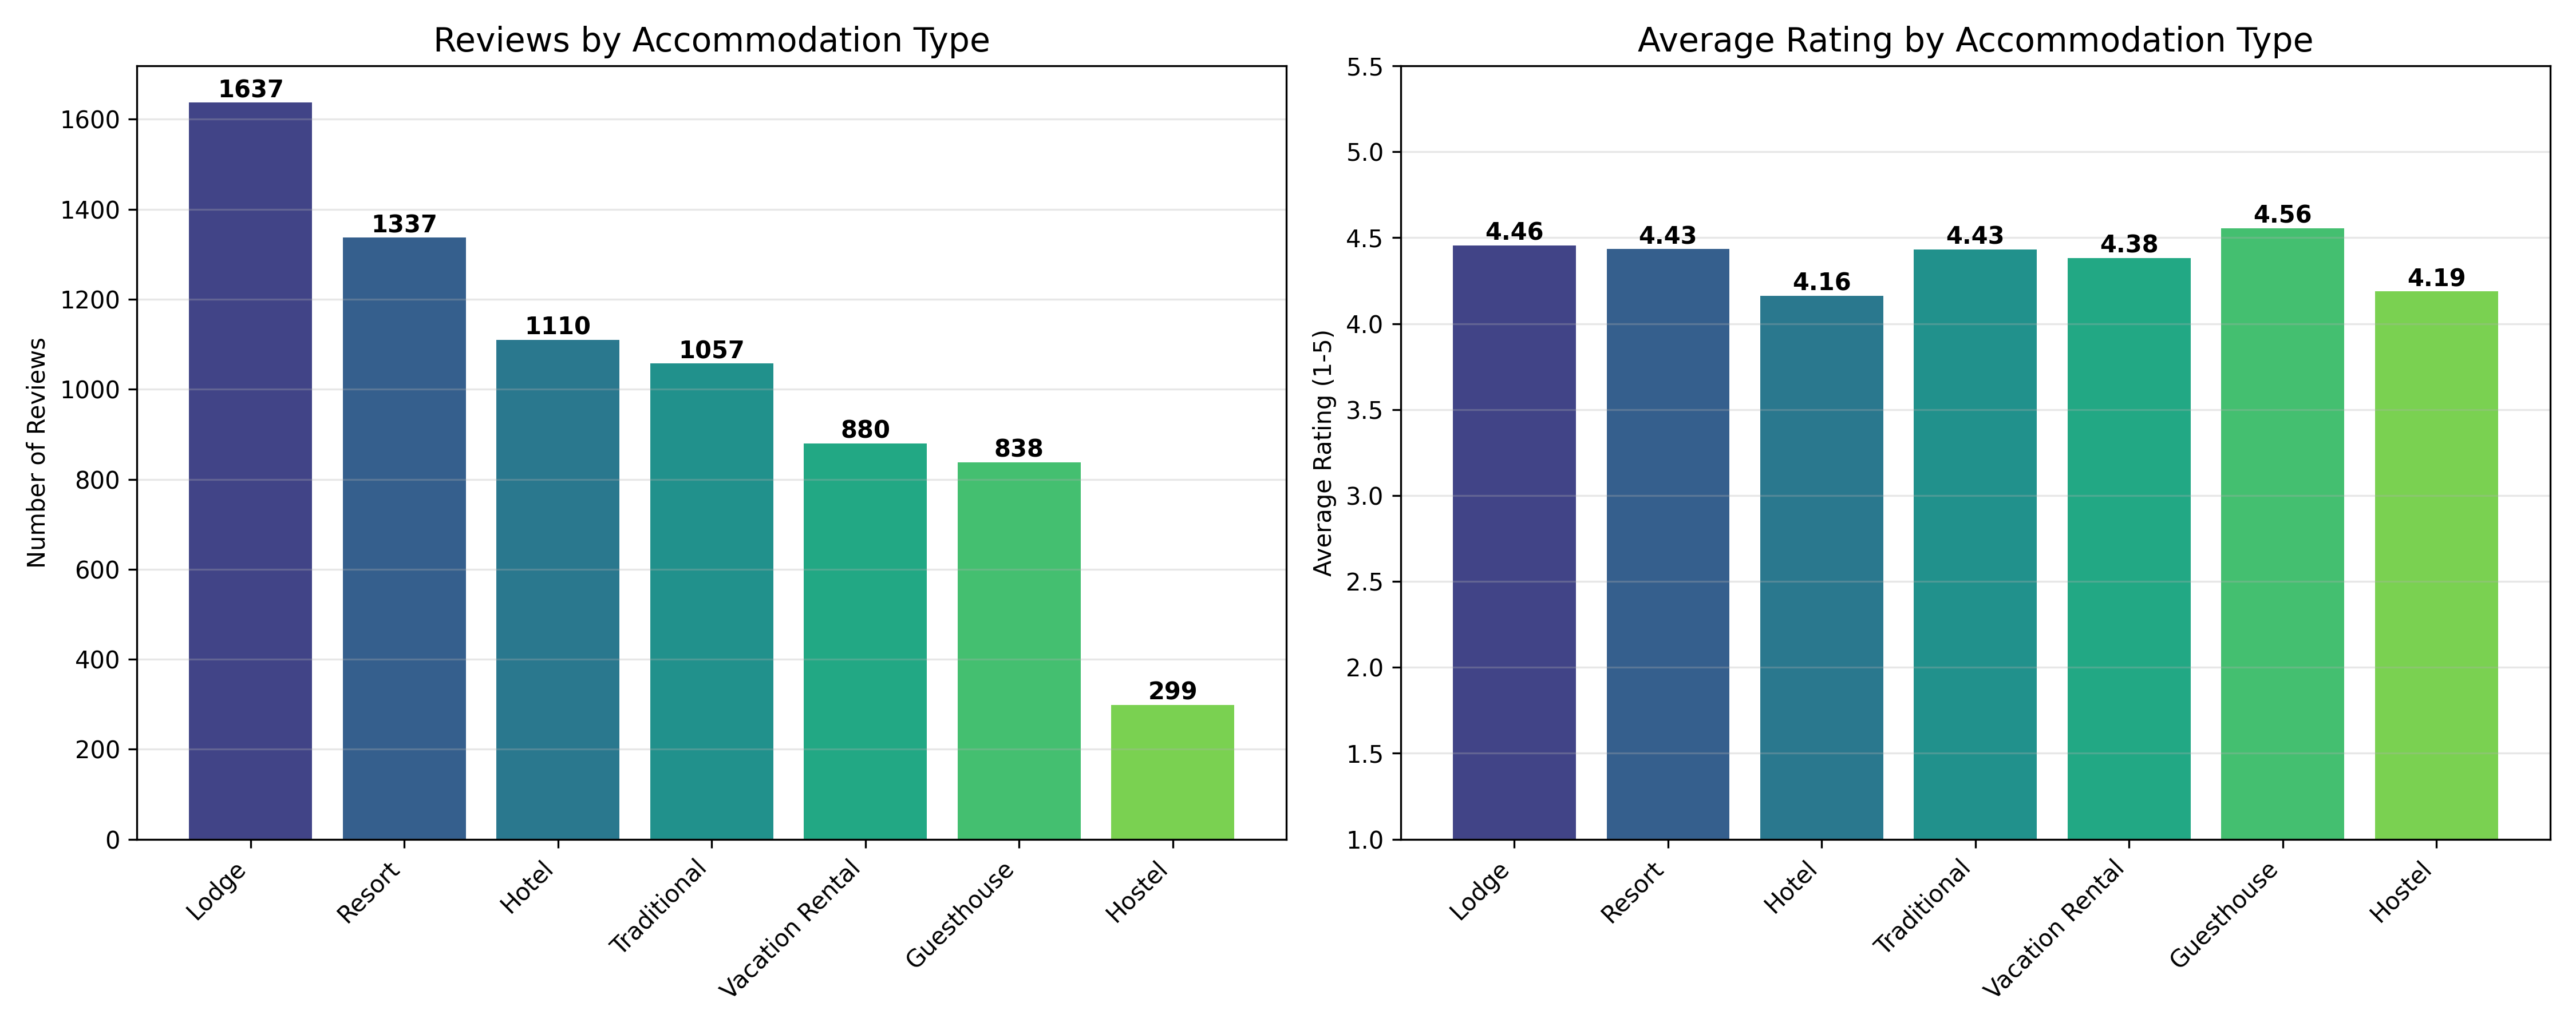 Reviews by Accommodation Type
Number of Reviews
1600
1400
1200
1000
800
600
400
200
0
1637
1337
1110
1057
880
838
299
Lodge
Resort
Hotel
Traditional
Vacation Rental
Guesthouse
Hostel
Average Rating by Accommodation Type
Average Rating (1-5)
5.5
5.0
4.5
4.0
3.5
3.0
2.5
2.0
1.5
1.0
4.46
4.43
4.16
4.43
4.38
4.56
4.19
Lodge
Resort
Hotel
Traditional
Vacation Rental
Guesthouse
Hostel